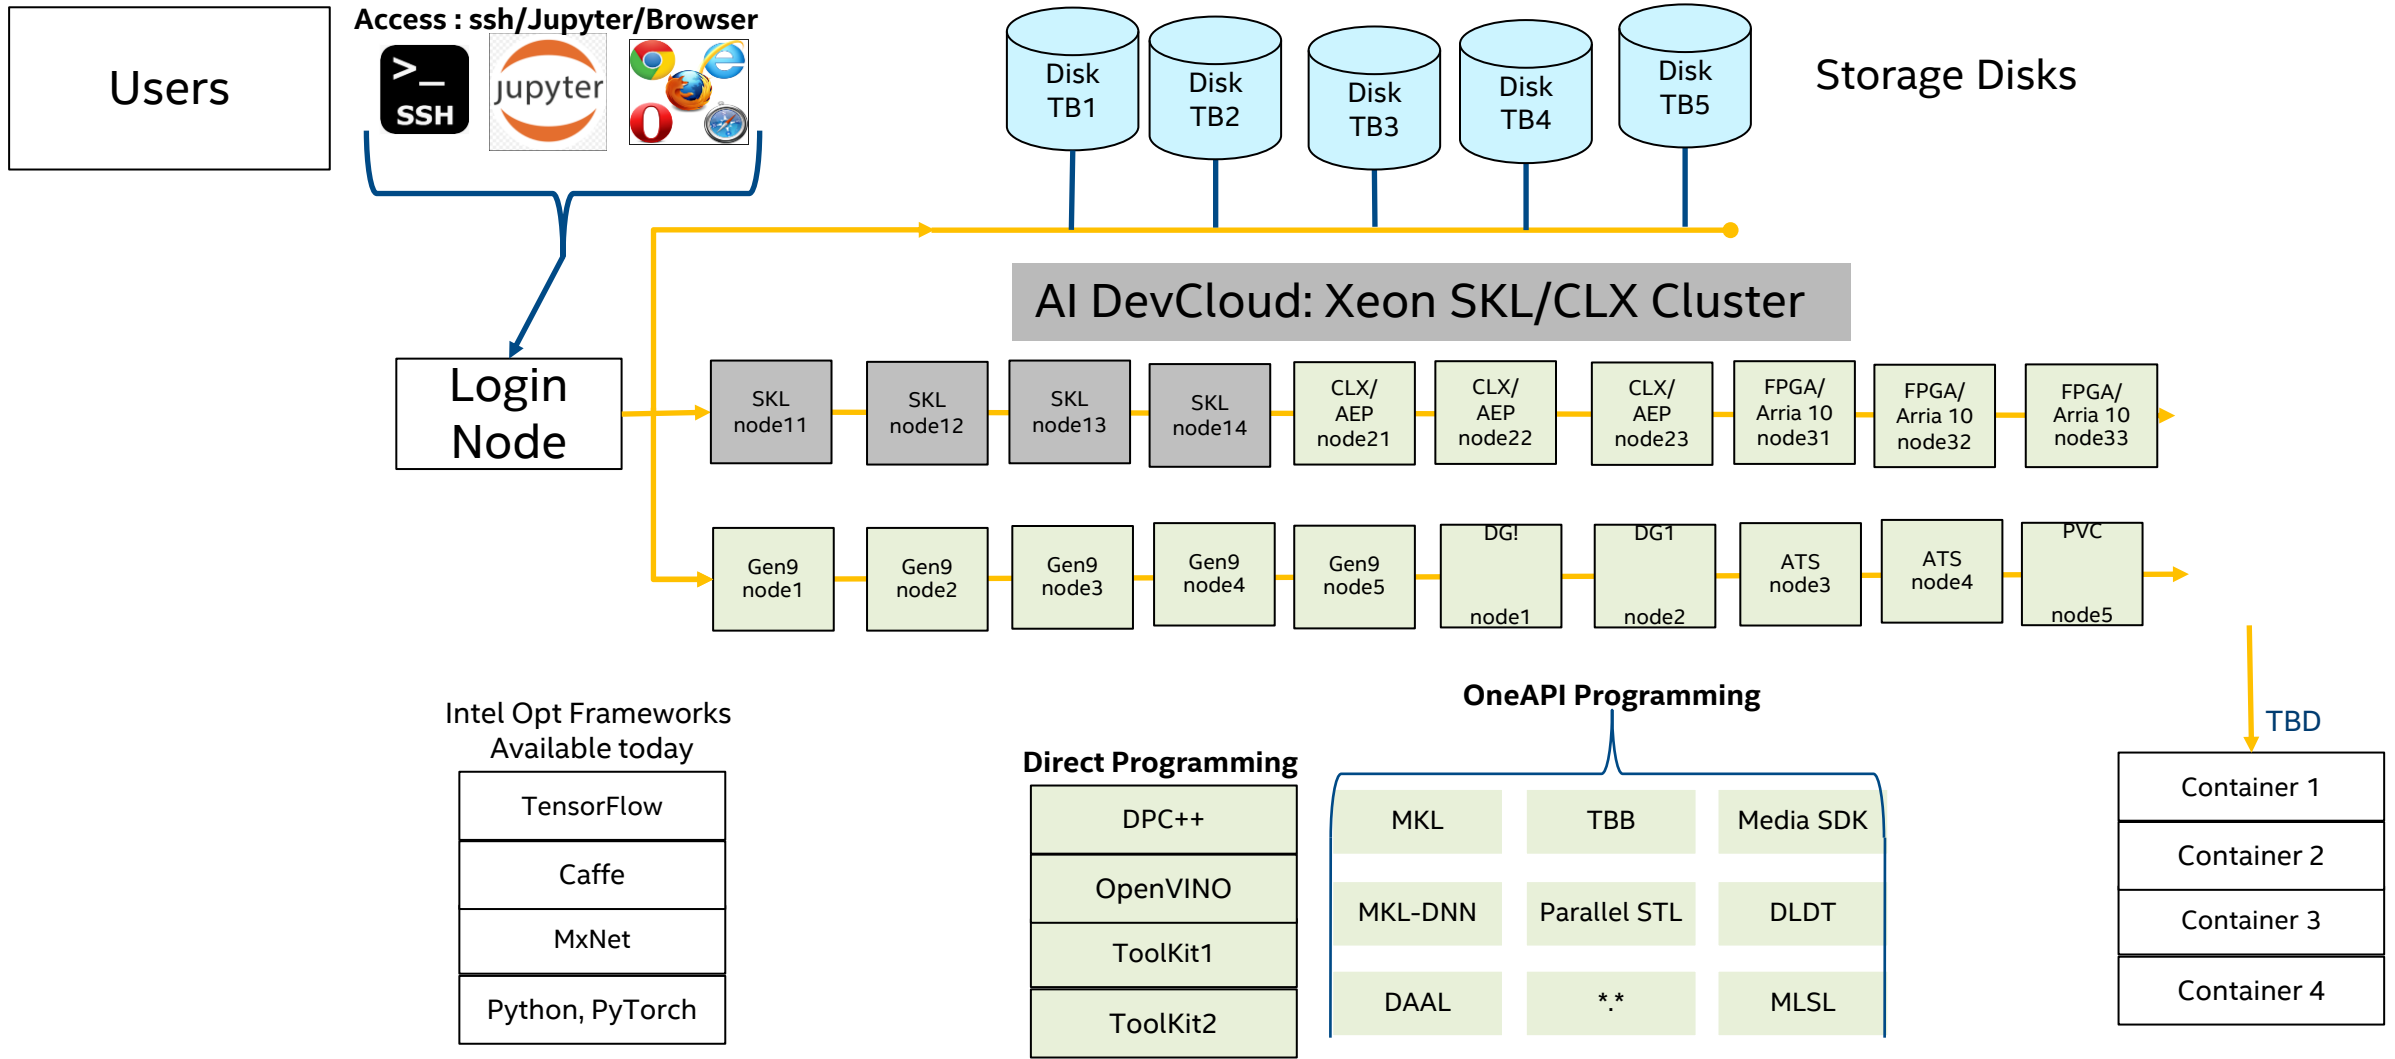 Users
Access : ssh/Jupyter/Browser
>_
SSH
jupyter
Disk
TB1
Disk
TB2
Disk
TB3
Disk
TB4
Disk
TB5
Storage Disks
AI DevCloud: Xeon SKL/CLX Cluster
Login
Node
SKL
node11
SKL
node12
SKL
node13
SKL
node14
CLX/
AEP
node21
CLX/
AEP
node22
CLX/
AEP
node23
FPGA/
Arria 10
node31
FPGA/
Arria 10
node32
FPGA/
Arria 10
node33
Gen9
node1
Gen9
node2
Gen9
node3
Gen9
node4
Gen9
node5
DG!
node1
DG1
node2
ATS
node3
ATS
node4
PVC
node5
Intel Opt Frameworks
Available today
TensorFlow
Caffe
MxNet
Python, PyTorch
Direct Programming
DPC++
OpenVINO
ToolKit1
ToolKit2
OneAPI Programming
MKL
TBB
Media SDK
MKL-DNN
Parallel STL
DLDT
DAAL
*.*
MLSL
TBD
Container 1
Container 2
Container 3
Container 4